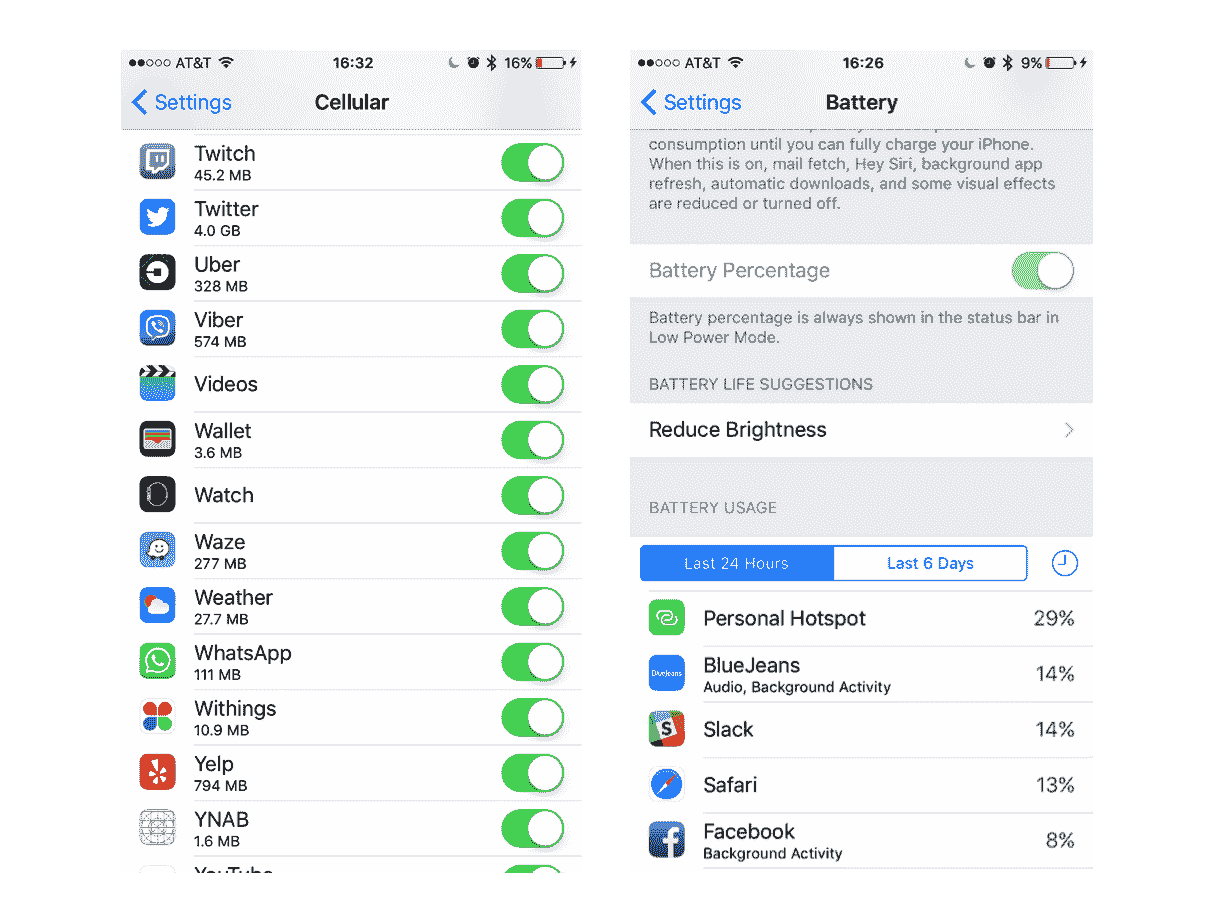 AT&T 16:32 16%
Settings Cellular
Twitch
45.2 MB
Twitter
4.0 GB
Uber
328 MB
Viber
574 MB
Videos
Wallet
3.6 MB
Watch
Waze
277 MB
Weather
27.7 MB
WhatsApp
111 MB
Withings
10.9 MB
Yelp
794 MB
YNAB
1.6 MB
YouTube
AT&T 16:26 9%
Settings Battery
consumption until you can fully charge your iPhone.
When this is on, mail fetch, Hey Siri, background app
refresh, automatic downloads, and some visual effects
are reduced or turned off.
Battery Percentage
Battery percentage is always shown in the status bar in
Low Power Mode.
BATTERY LIFE SUGGESTIONS
Reduce Brightness
BATTERY USAGE
Last 24 Hours Last 6 Days
Personal Hotspot 29%
BlueJeans
BlueJeans 14%
Audio, Background Activity
S
Slack 14%
Safari 13%
f
Facebook 8%
Background Activity